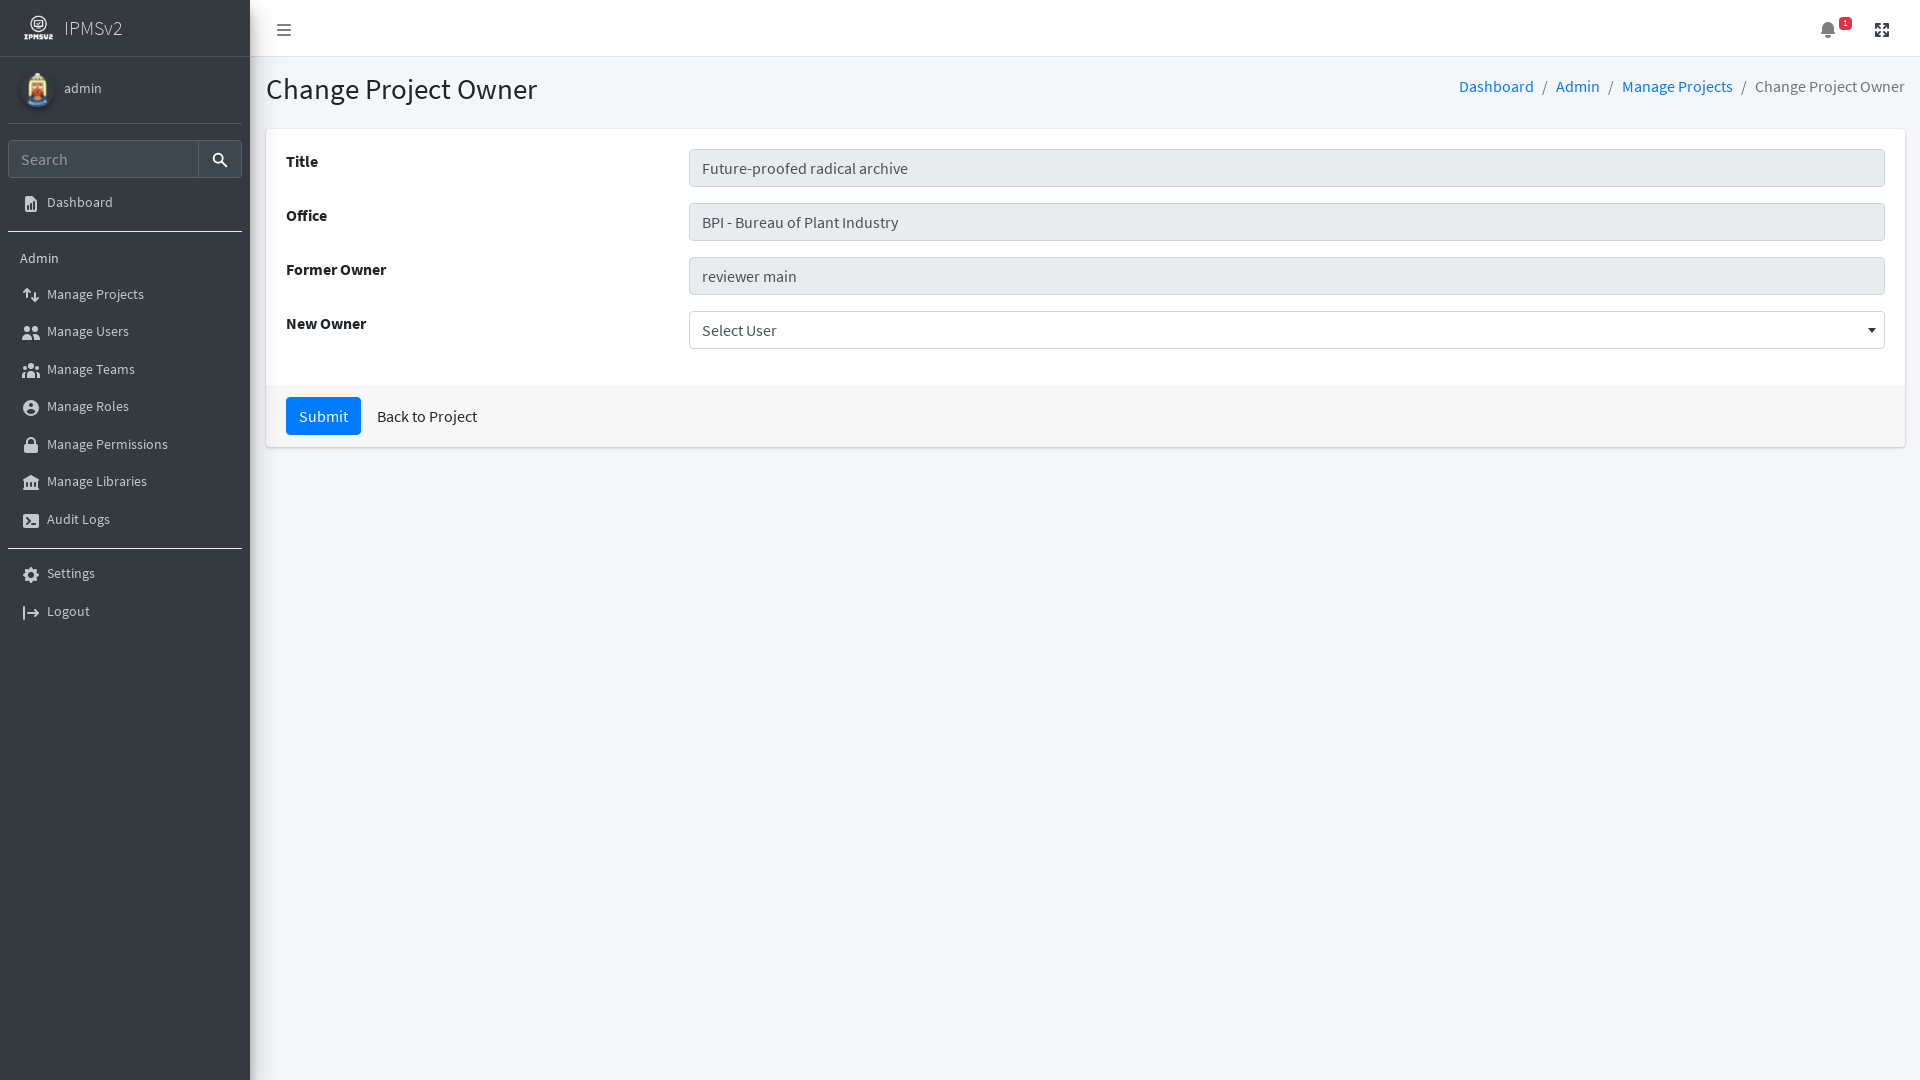 IPMSV2
IPMSv2
1
admin
Change Project Owner
Dashboard / Admin / Manage Projects / Change Project Owner
Search
Dashboard
Admin
Manage Projects
Manage Users
Manage Teams
Manage Roles
Manage Permissions
Manage Libraries
Audit Logs
Settings
Logout
Title
Future-proofed radical archive
Office
BPI - Bureau of Plant Industry
Former Owner
reviewer main
New Owner
Select User
Submit
Back to Project